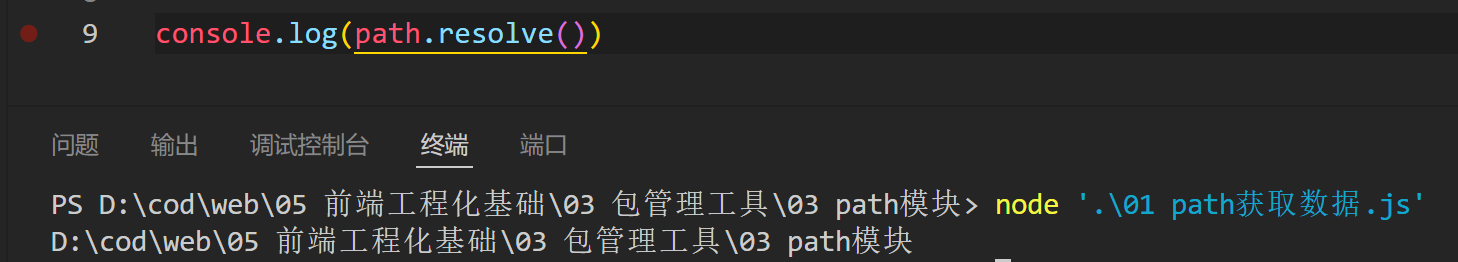 9 console.log(path.resolve())
问题 输出 调试控制台 终端 端口
PS D:\cod\web\05 前端工程化基础\03 包管理工具\03 path模块> node '.\01 path获取数据.js'
D:\cod\web\05 前端工程化基础\03 包管理工具\03 path模块